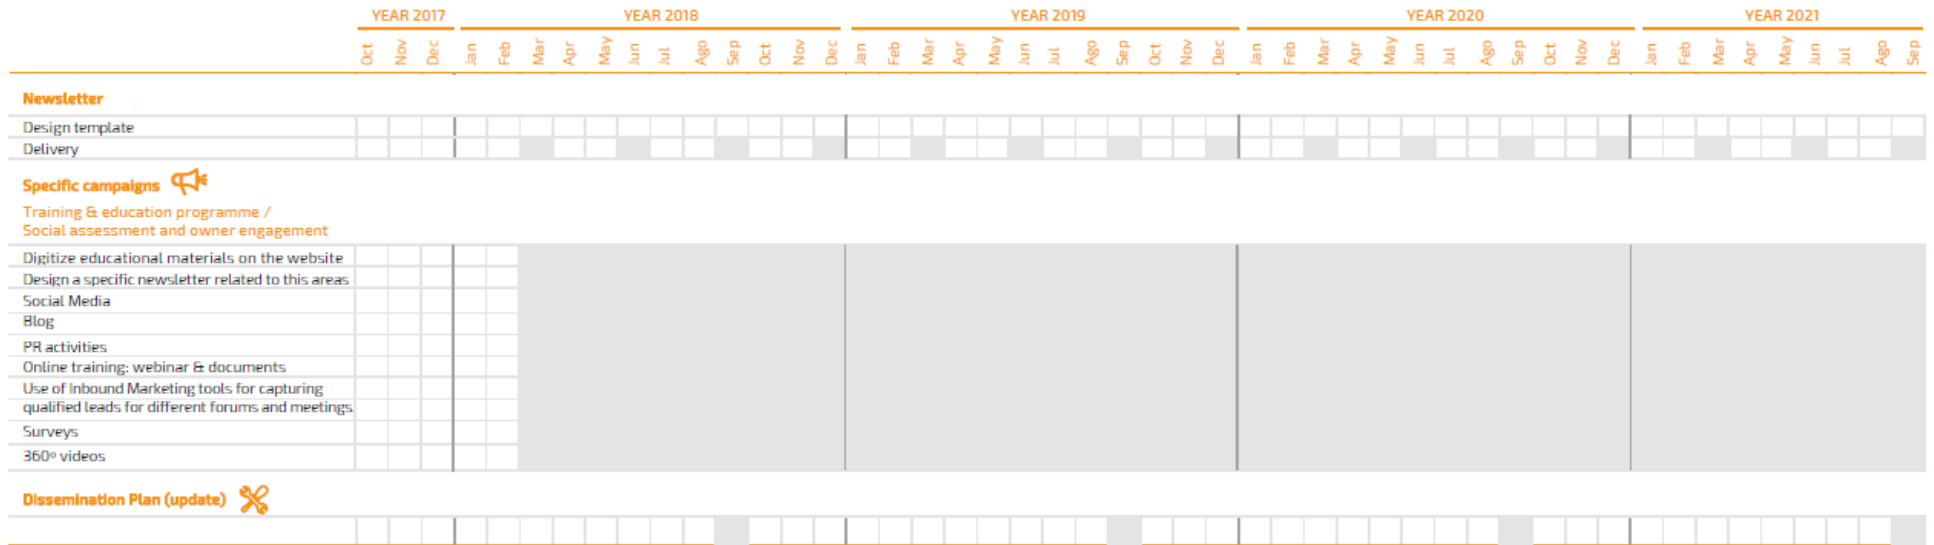 YEAR 2017 YEAR 2018 YEAR 2019 YEAR 2020 YEAR 2021
Oct Nov Dec Jan Feb Mar Apr May Jun Jul Ago Sep Oct Nov Dec Jan Feb Mar Apr May Jun Jul Ago Sep Oct Nov Dec Jan Feb Mar Apr May Jun Jul Ago Sep Oct Nov Dec Jan Feb Mar Apr May Jun Jul Ago Sep
Newsletter
Design template
Delivery
Specific campaigns
Training & education programme /
Social assessment and owner engagement
Digitize educational materials on the website
Design a specific newsletter related to this areas
Social Media
Blog
PR activities
Online training: webinar & documents
Use of Inbound Marketing tools for capturing
qualified leads for different forums and meetings.
Surveys
360º videos
Dissemination Plan (update)